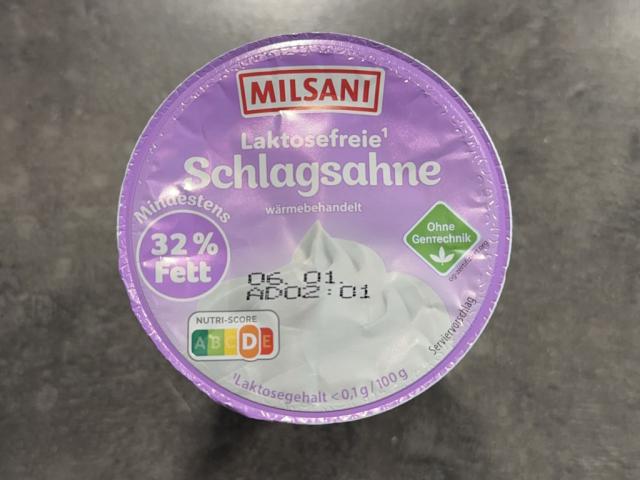 MILSANI
Laktosefreie¹
Schlagsahne
wärmebehandelt
Mindestens
32%
Fett
Ohne
Gentechnik
06. 01.
AD02:01
NUTRI-SCORE
ABCDE
Serviervorschlag
¹Laktosegehalt <0,1 g / 100 g